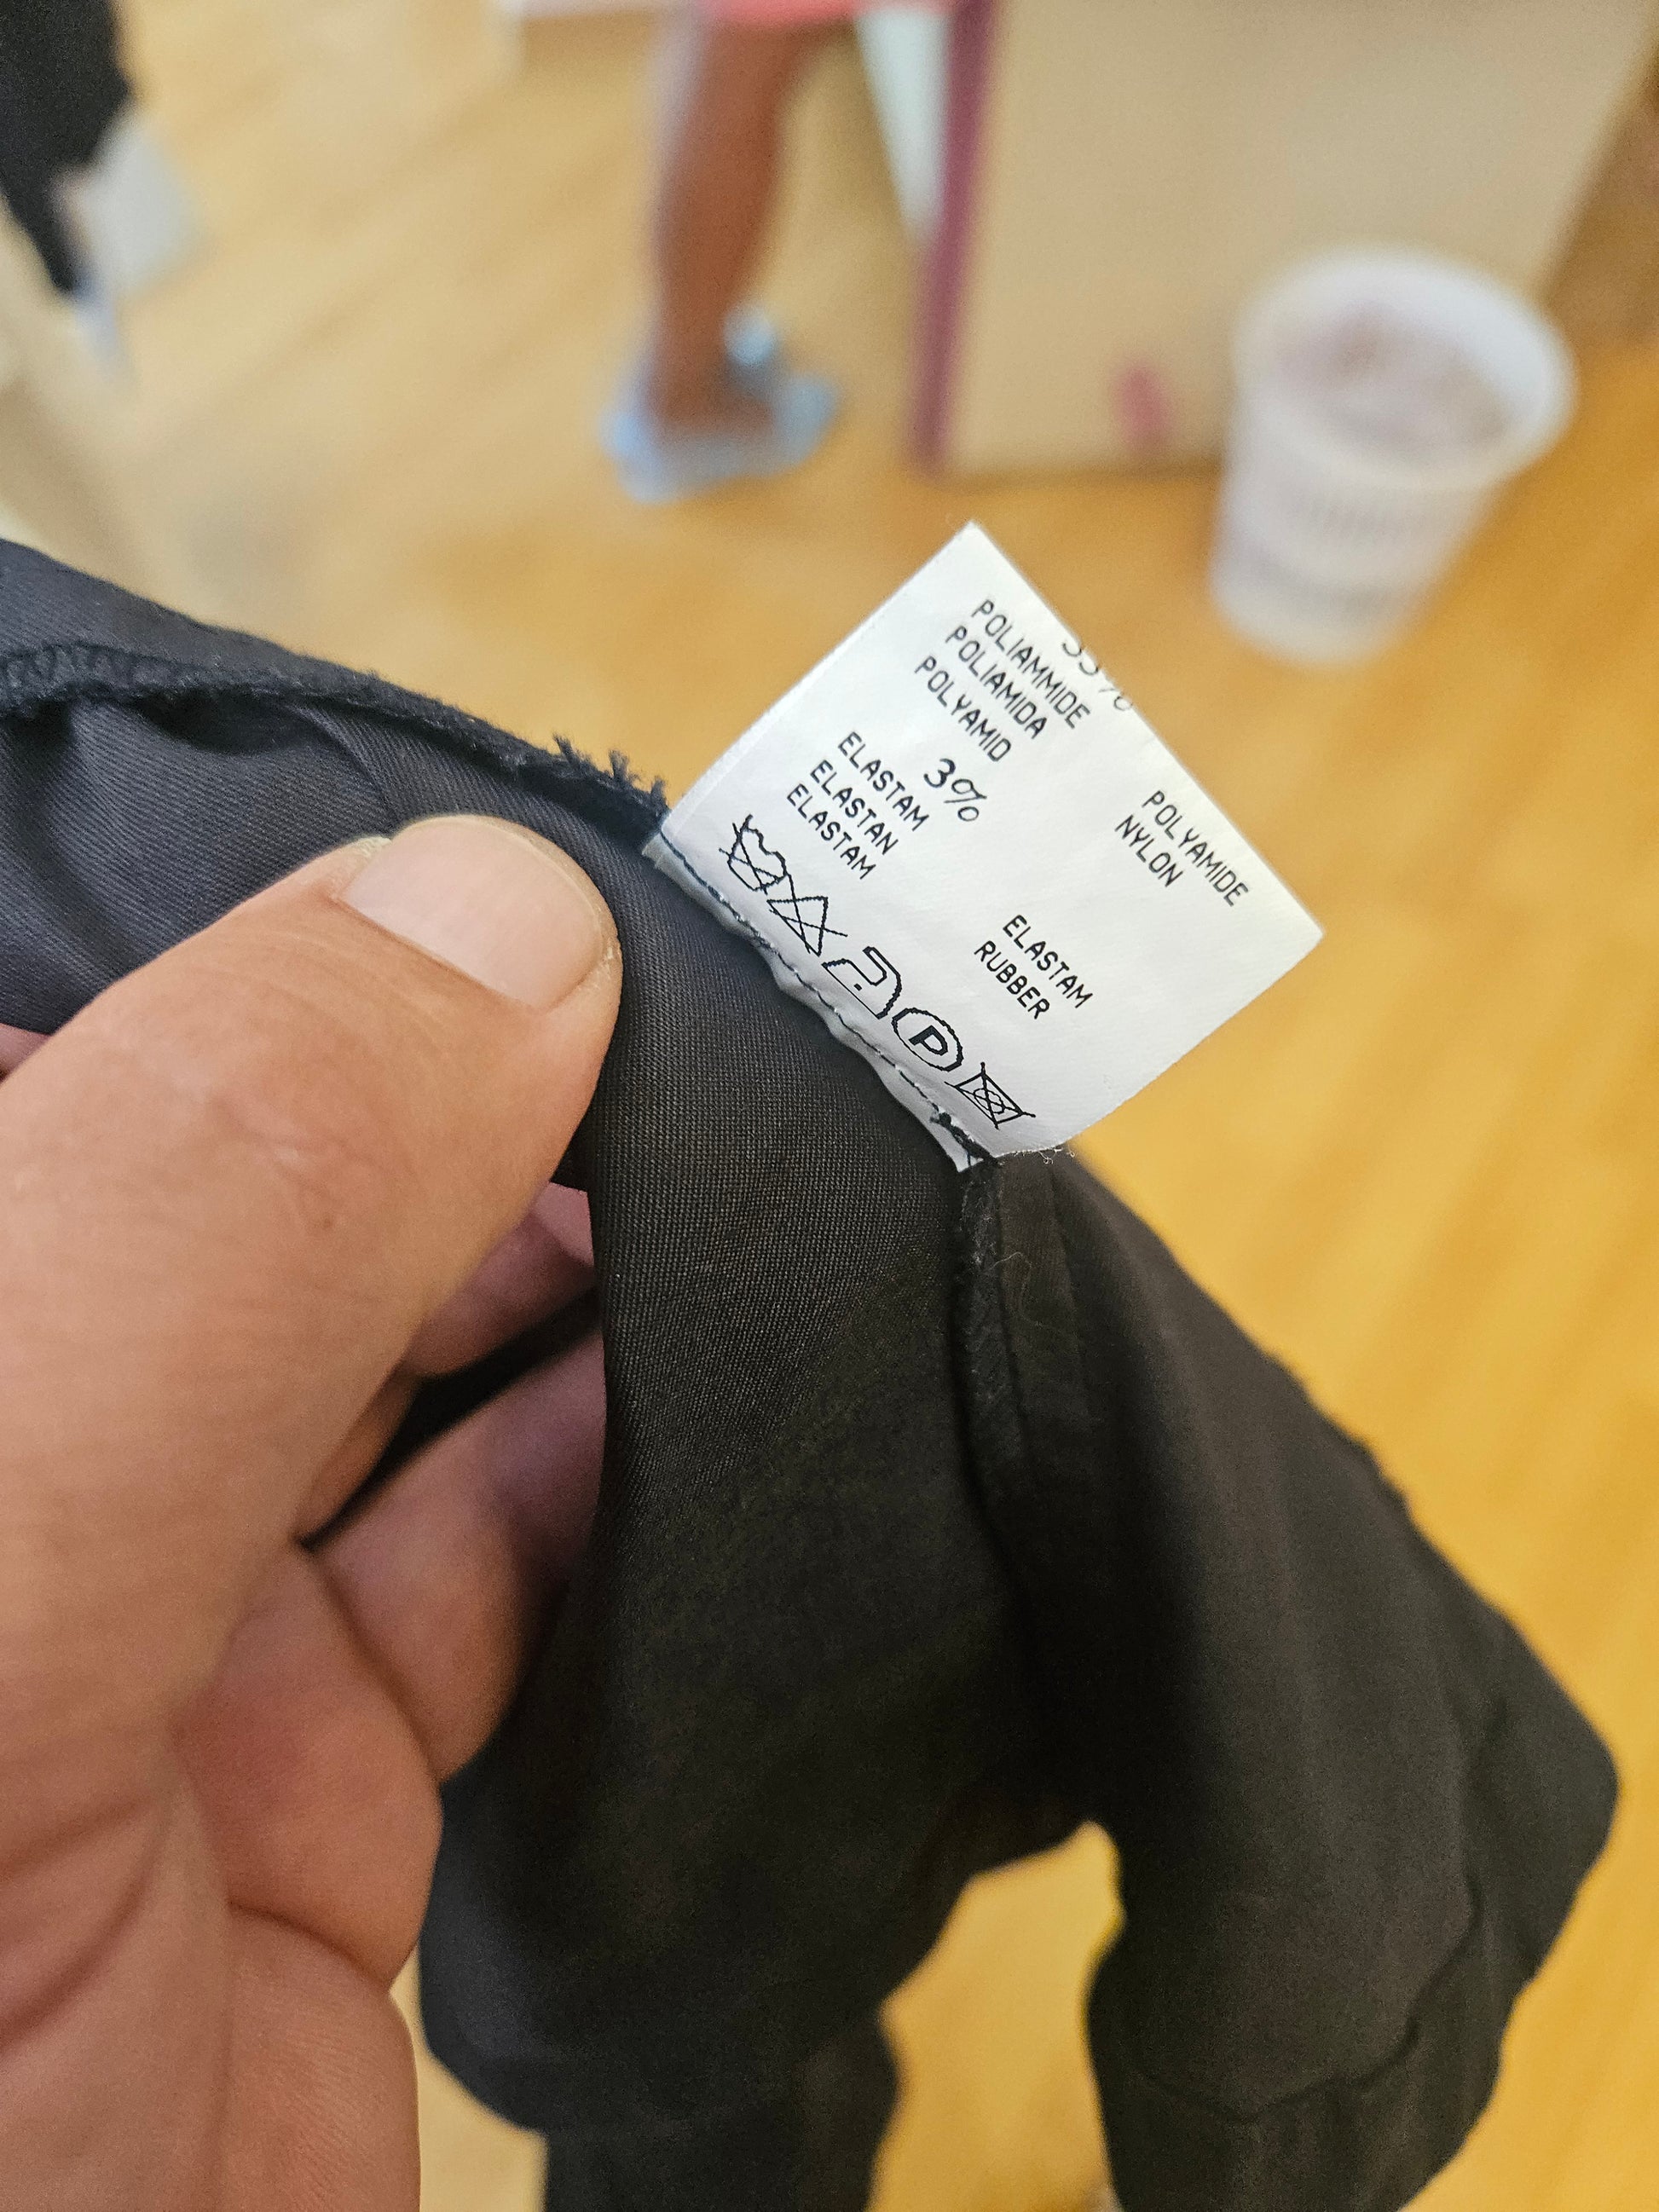 POLIAMMIDE
POLIAMIDA
POLYAMID
POLYAMIDE
NYLON
3%
ELASTAM
ELASTAN
ELASTAM
ELASTAM
RUBBER
P